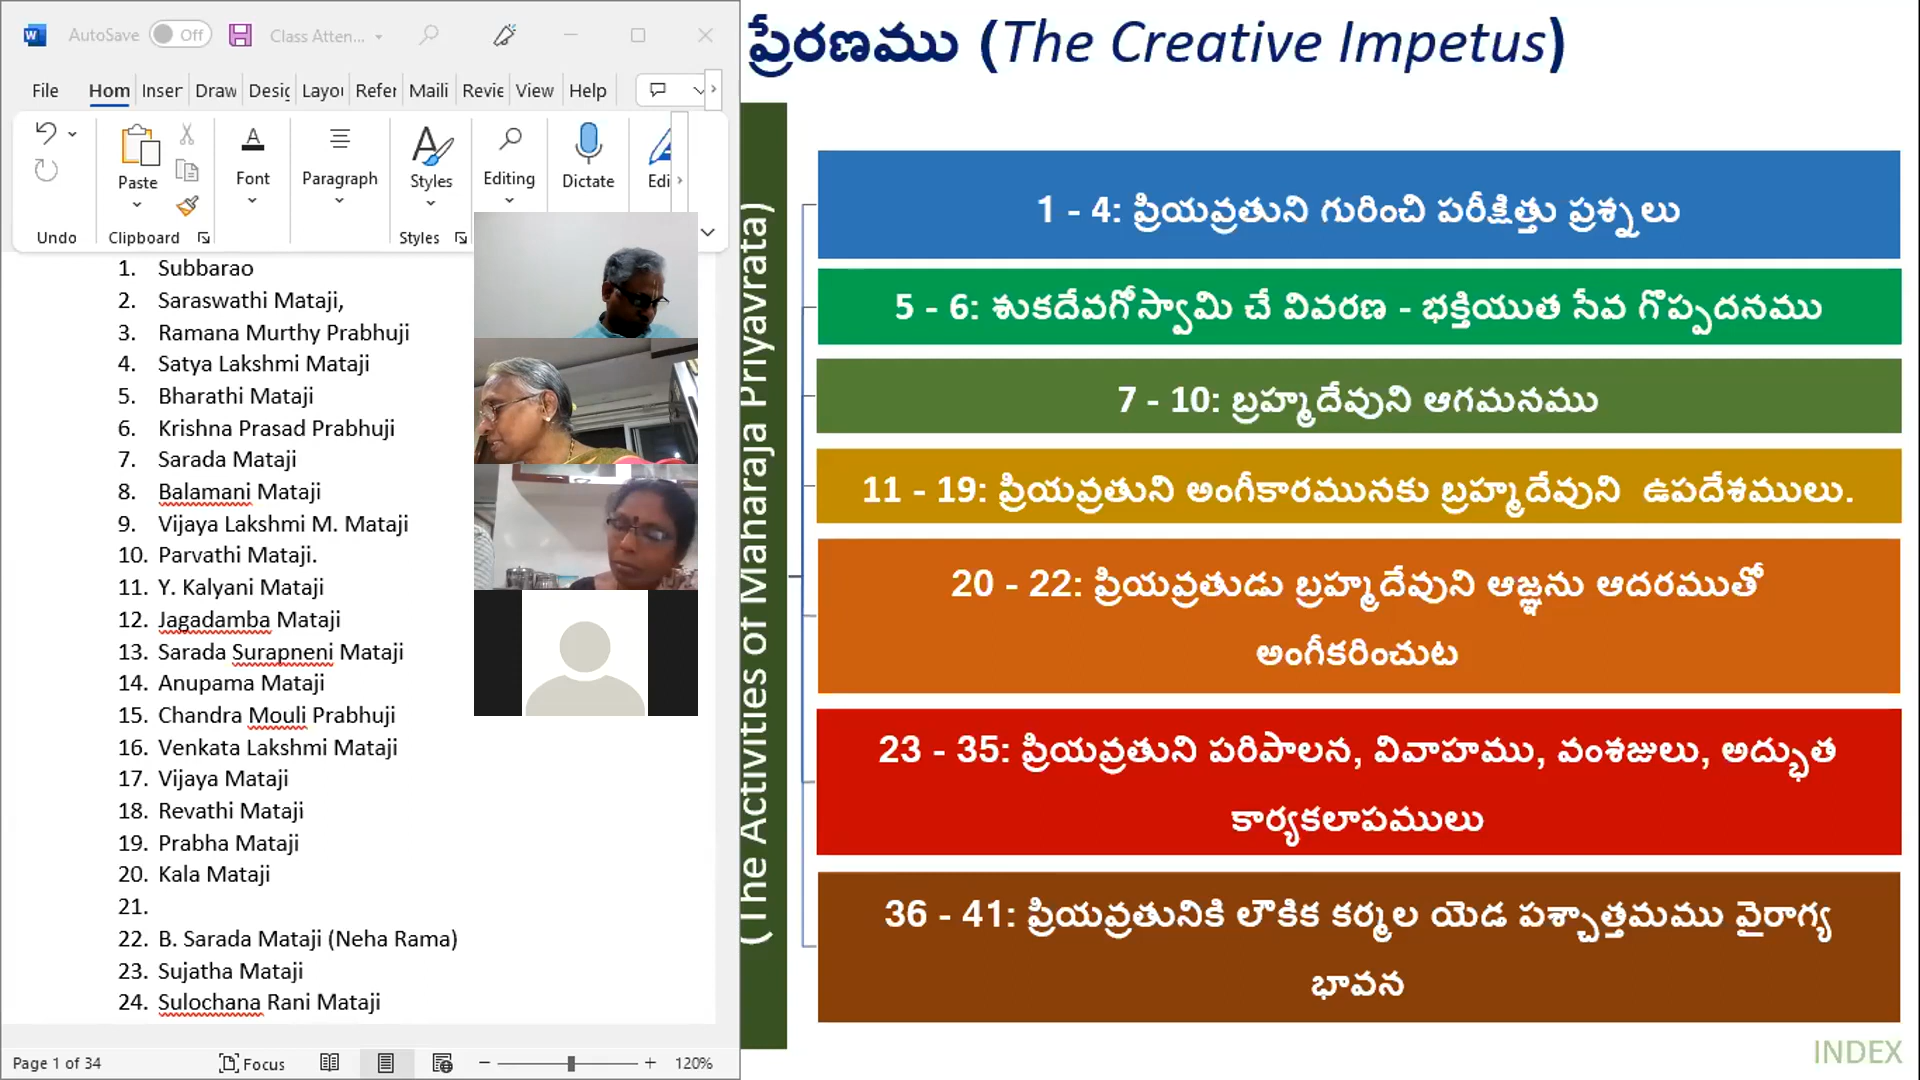 AutoSave Off Class Atten...
File Hom Inser Draw Desig Layou Refer Maili Revie View Help
Paste Font Paragraph Styles Editing Dictate Edi
Undo Clipboard Styles
1. Subbarao
2. Saraswathi Mataji,
3. Ramana Murthy Prabhuji
4. Satya Lakshmi Mataji
5. Bharathi Mataji
6. Krishna Prasad Prabhuji
7. Sarada Mataji
8. Balamani Mataji
9. Vijaya Lakshmi M. Mataji
10. Parvathi Mataji.
11. Y. Kalyani Mataji
12. Jagadamba Mataji
13. Sarada Surapneni Mataji
14. Anupama Mataji
15. Chandra Mouli Prabhuji
16. Venkata Lakshmi Mataji
17. Vijaya Mataji
18. Revathi Mataji
19. Prabha Mataji
20. Kala Mataji
21.
22. B. Sarada Mataji (Neha Rama)
23. Sujatha Mataji
24. Sulochana Rani Mataji
Page 1 of 34 Focus 120%
ప్రేరణము (The Creative Impetus)
(The Activities of Maharaja Priyavrata)
1 - 4: ప్రియవ్రతుని గురించి పరీక్షిత్తు ప్రశ్నలు
5 - 6: శుకదేవగోస్వామి చే వివరణ - భక్తియుత సేవ గొప్పదనము
7 - 10: బ్రహ్మదేవుని ఆగమనము
11 - 19: ప్రియవ్రతుని అంగీకారమునకు బ్రహ్మదేవుని ఉపదేశములు.
20 - 22: ప్రియవ్రతుడు బ్రహ్మదేవుని ఆజ్ఞను ఆదరముతో
అంగీకరించుట
23 - 35: ప్రియవ్రతుని పరిపాలన, వివాహము, వంశజులు, అద్భుత
కార్యకలాపములు
36 - 41: ప్రియవ్రతునికి లౌకిక కర్మల యెడ పశ్చాత్తమము వైరాగ్య
భావన
INDEX